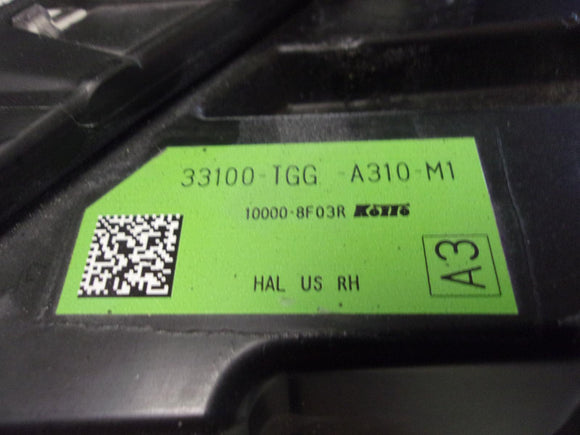 33100-TGG -A310-M1
10000-8F03R KOITO
HAL US RH
A3